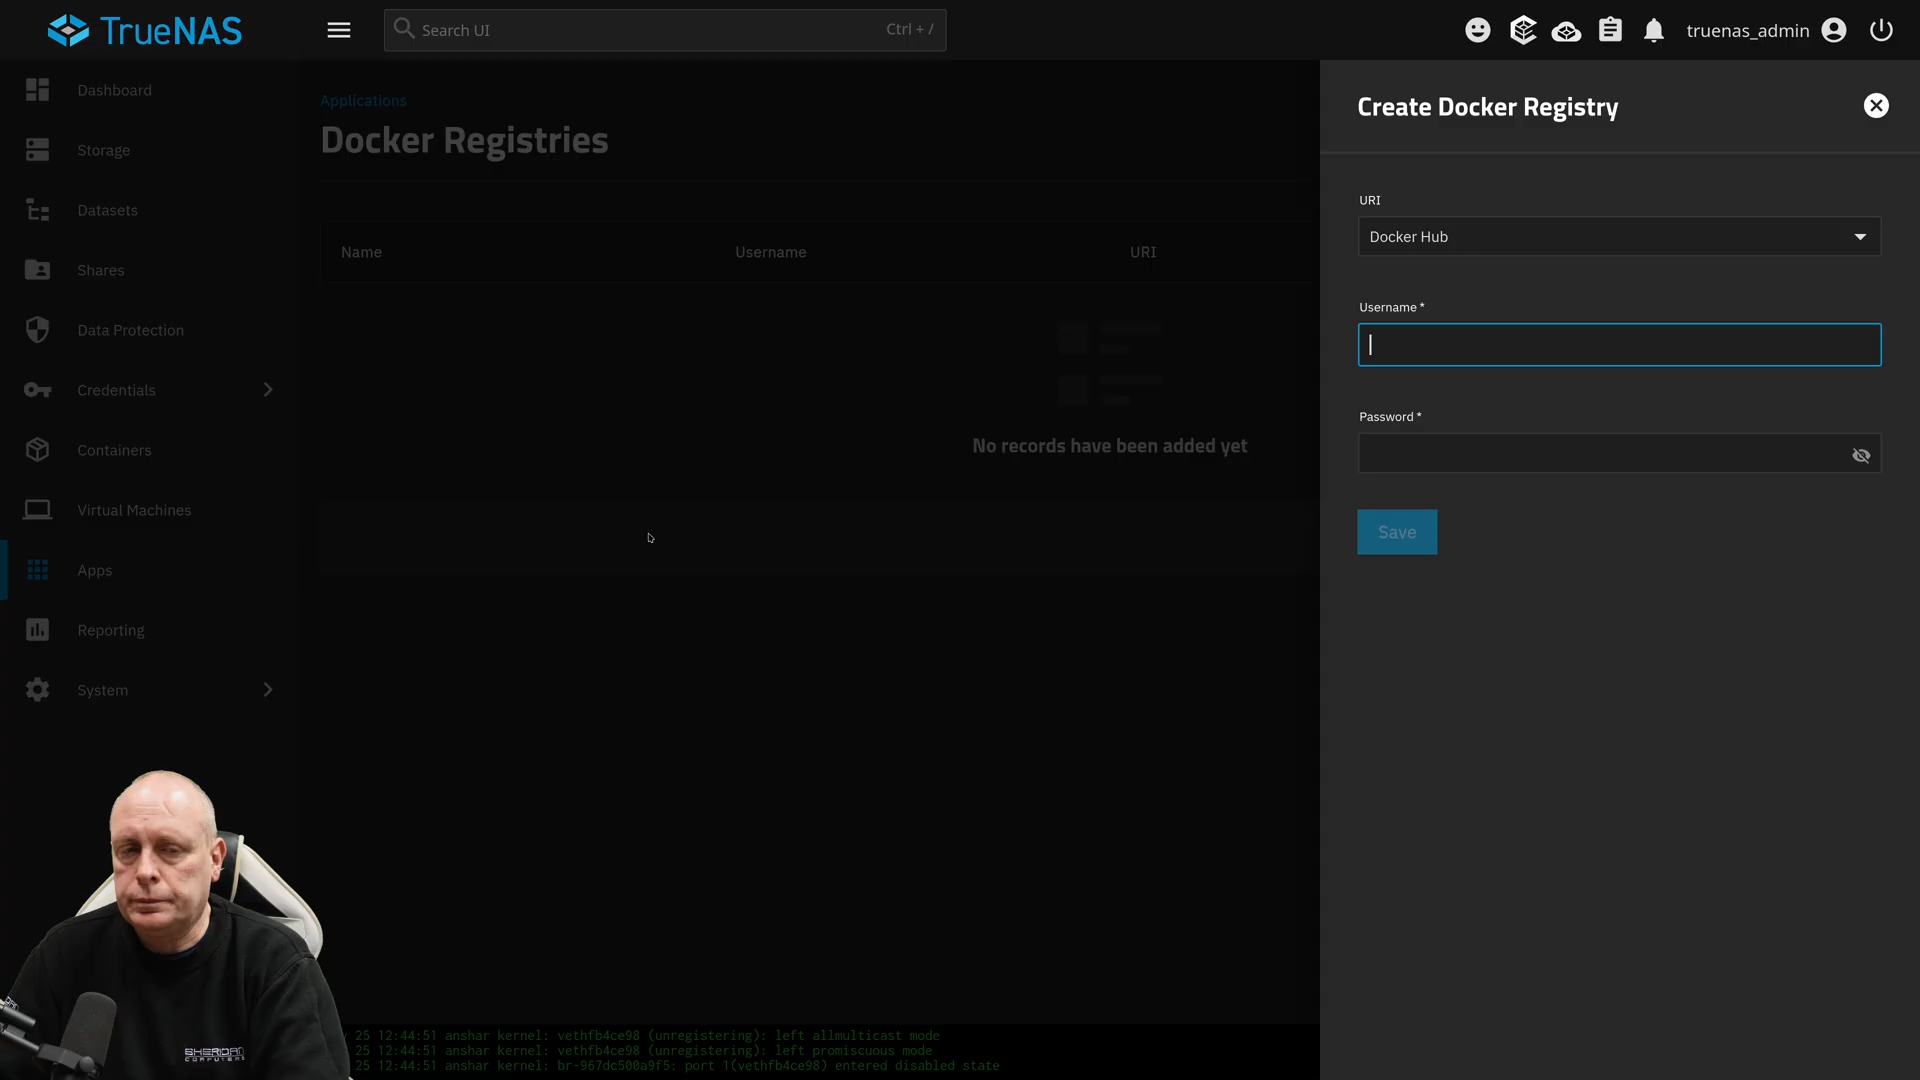 TrueNAS
Search UI
Ctrl + /
truenas_admin
Dashboard
Storage
Datasets
Shares
Data Protection
Credentials
Containers
Virtual Machines
Apps
Reporting
System
Applications
Docker Registries
Name
Username
URI
No records have been added yet
Create Docker Registry
URI
Docker Hub
Username *
Password *
Save
25 12:44:51 anshar kernel: vethfb4ce98 (unregistering): left allmulticast mode
25 12:44:51 anshar kernel: vethfb4ce98 (unregistering): left promiscuous mode
25 12:44:51 anshar kernel: br-967dc500a9f5: port 1(vethfb4ce98) entered disabled state
SHERIDAN
COMPUTERS